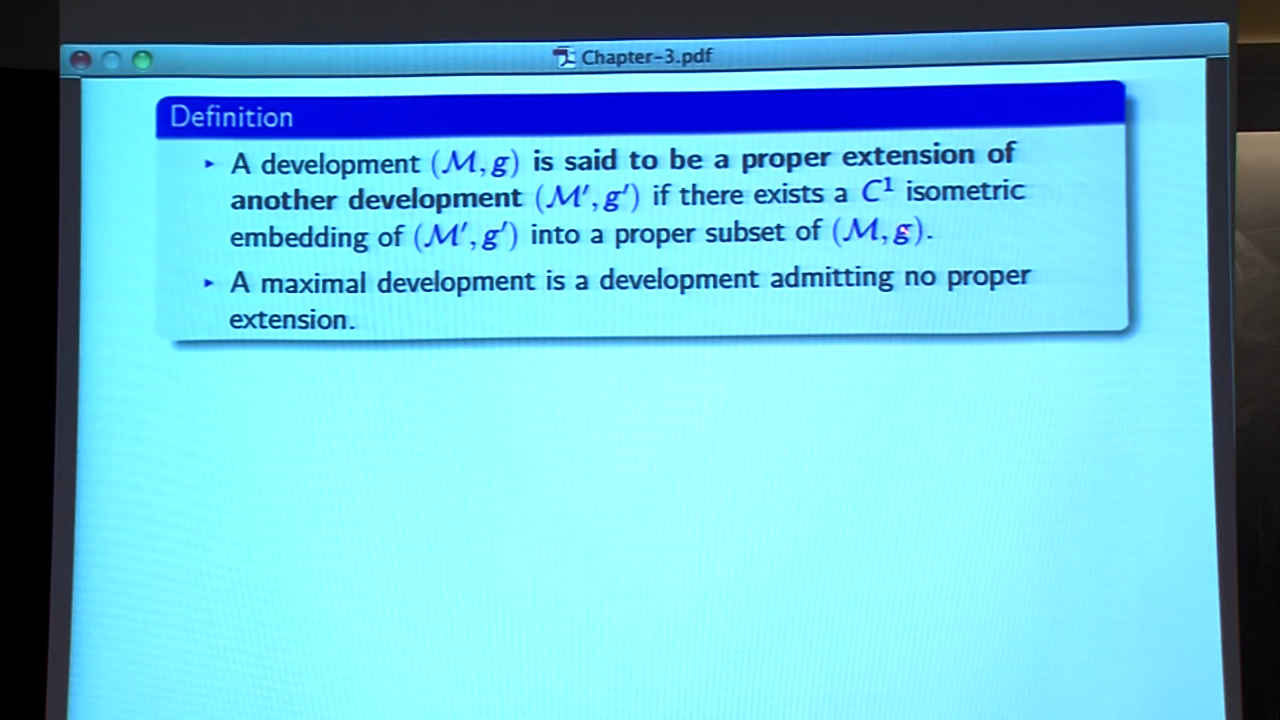 Chapter-3.pdf
Definition
▸ A development (M, g) is said to be a proper extension of
another development (M′, g′) if there exists a C¹ isometric
embedding of (M′, g′) into a proper subset of (M, g).
▸ A maximal development is a development admitting no proper
extension.